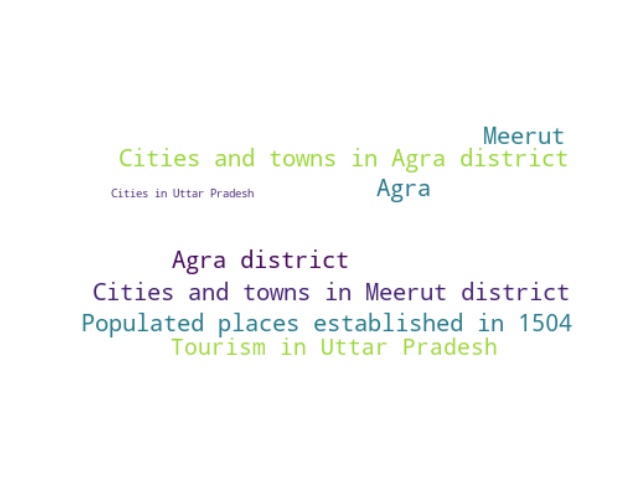 Meerut
Cities and towns in Agra district
Agra
Cities in Uttar Pradesh
Agra district
Cities and towns in Meerut district
Populated places established in 1504
Tourism in Uttar Pradesh